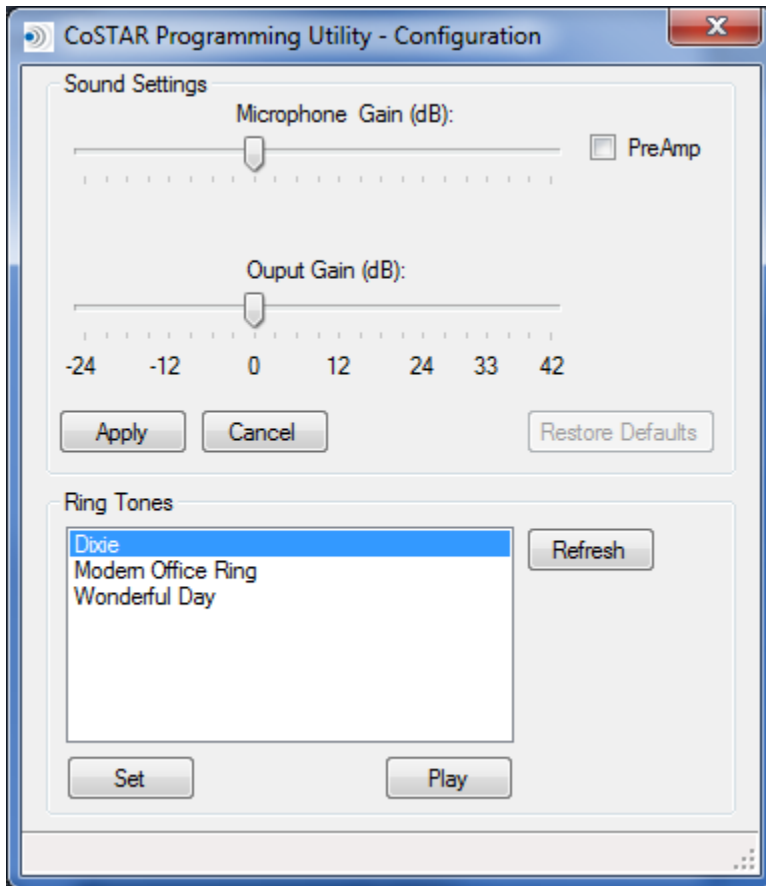 CoSTAR Programming Utility - Configuration
Sound Settings
Microphone Gain (dB):
PreAmp
Ouput Gain (dB):
-24 -12 0 12 24 33 42
Apply Cancel Restore Defaults
Ring Tones
Dixie
Refresh
Modern Office Ring
Wonderful Day
Set Play